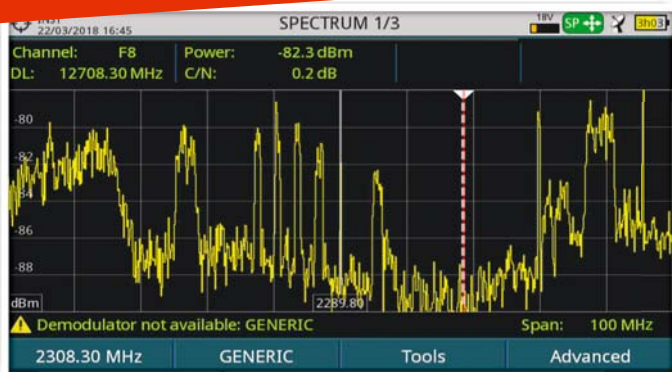 22/03/2018 16:45
SPECTRUM 1/3
18V
SP
3h03
Channel: F8 Power: -82.3 dBm
DL: 12708.30 MHz C/N: 0.2 dB
-80
-82
-84
-86
-88
dBm
2289.80
Demodulator not available: GENERIC
Span: 100 MHz
2308.30 MHz GENERIC Tools Advanced